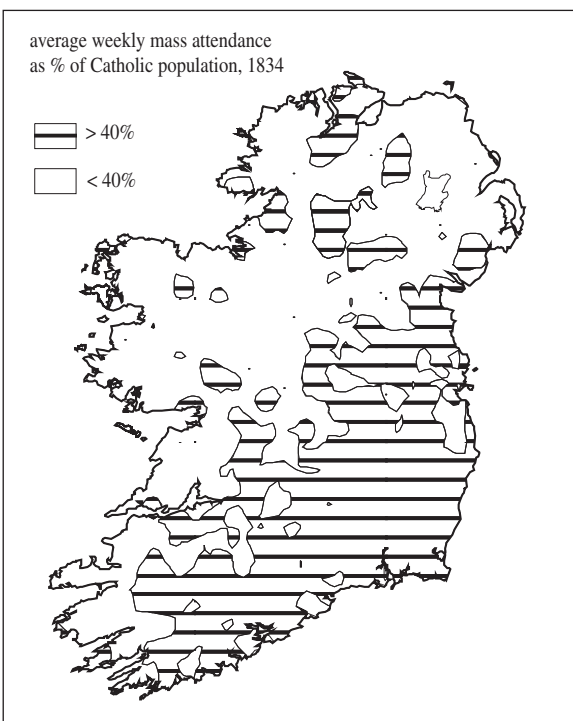 average weekly mass attendance
as % of Catholic population, 1834
> 40%
< 40%